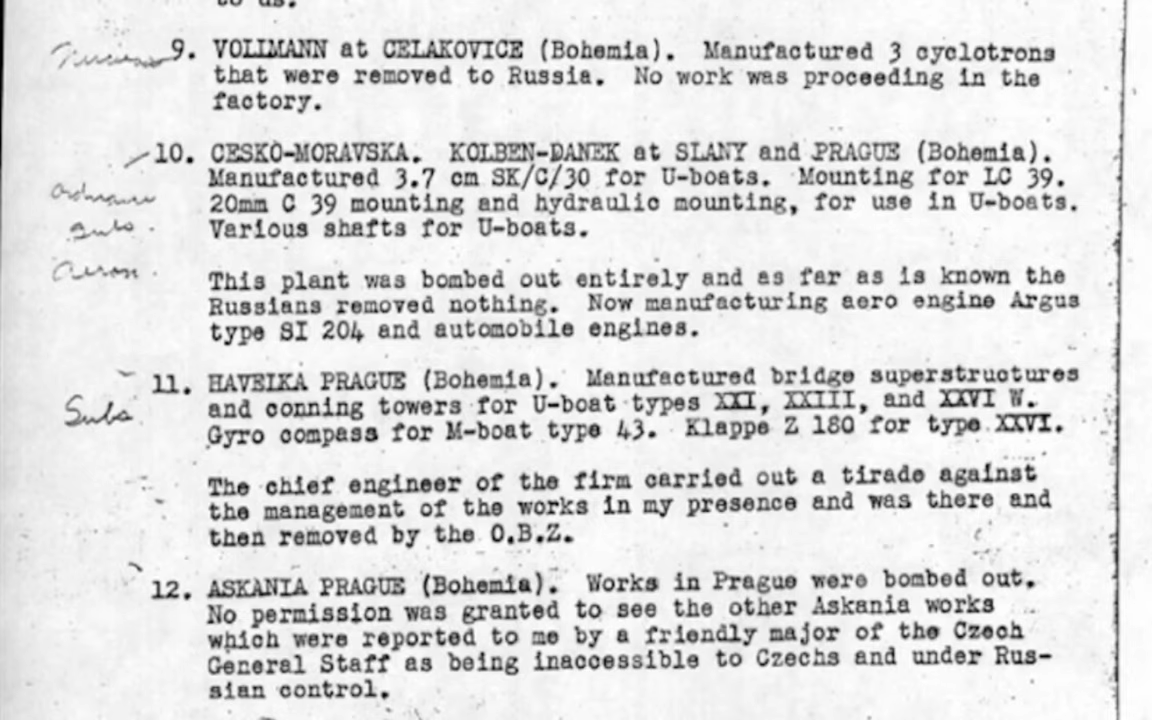 to us.
9. VOLLMANN at CELAKOVICE (Bohemia). Manufactured 3 cyclotrons
that were removed to Russia. No work was proceeding in the
factory.
10. CESKO-MORAVSKA. KOLBEN-DANEK at SLANY and PRAGUE (Bohemia).
Manufactured 3.7 cm SK/C/30 for U-boats. Mounting for LC 39.
20mm C 39 mounting and hydraulic mounting, for use in U-boats.
Various shafts for U-boats.
This plant was bombed out entirely and as far as is known the
Russians removed nothing. Now manufacturing aero engine Argus
type SI 204 and automobile engines.
11. HAVELKA PRAGUE (Bohemia). Manufactured bridge superstructures
Subs
and conning towers for U-boat types XXI, XXIII, and XXVI W.
Gyro compass for M-boat type 43. Klappe Z 180 for type XXVI.
The chief engineer of the firm carried out a tirade against
the management of the works in my presence and was there and
then removed by the O.B.Z.
12. ASKANIA PRAGUE (Bohemia). Works in Prague were bombed out.
No permission was granted to see the other Askania works
which were reported to me by a friendly major of the Czech
General Staff as being inaccessible to Czechs and under Rus-
sian control.